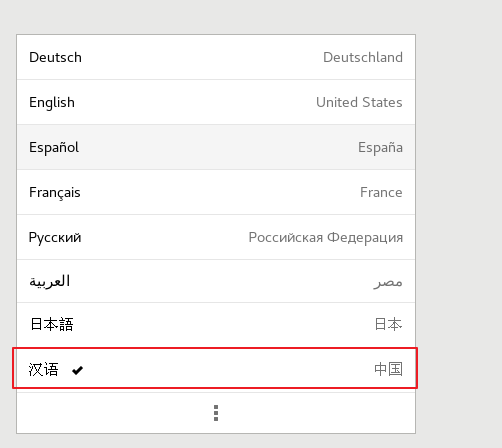 Deutsch Deutschland
English United States
Español España
Français France
Русский Российская Федерация
العربية مصر
日本語 日本
汉语 中国